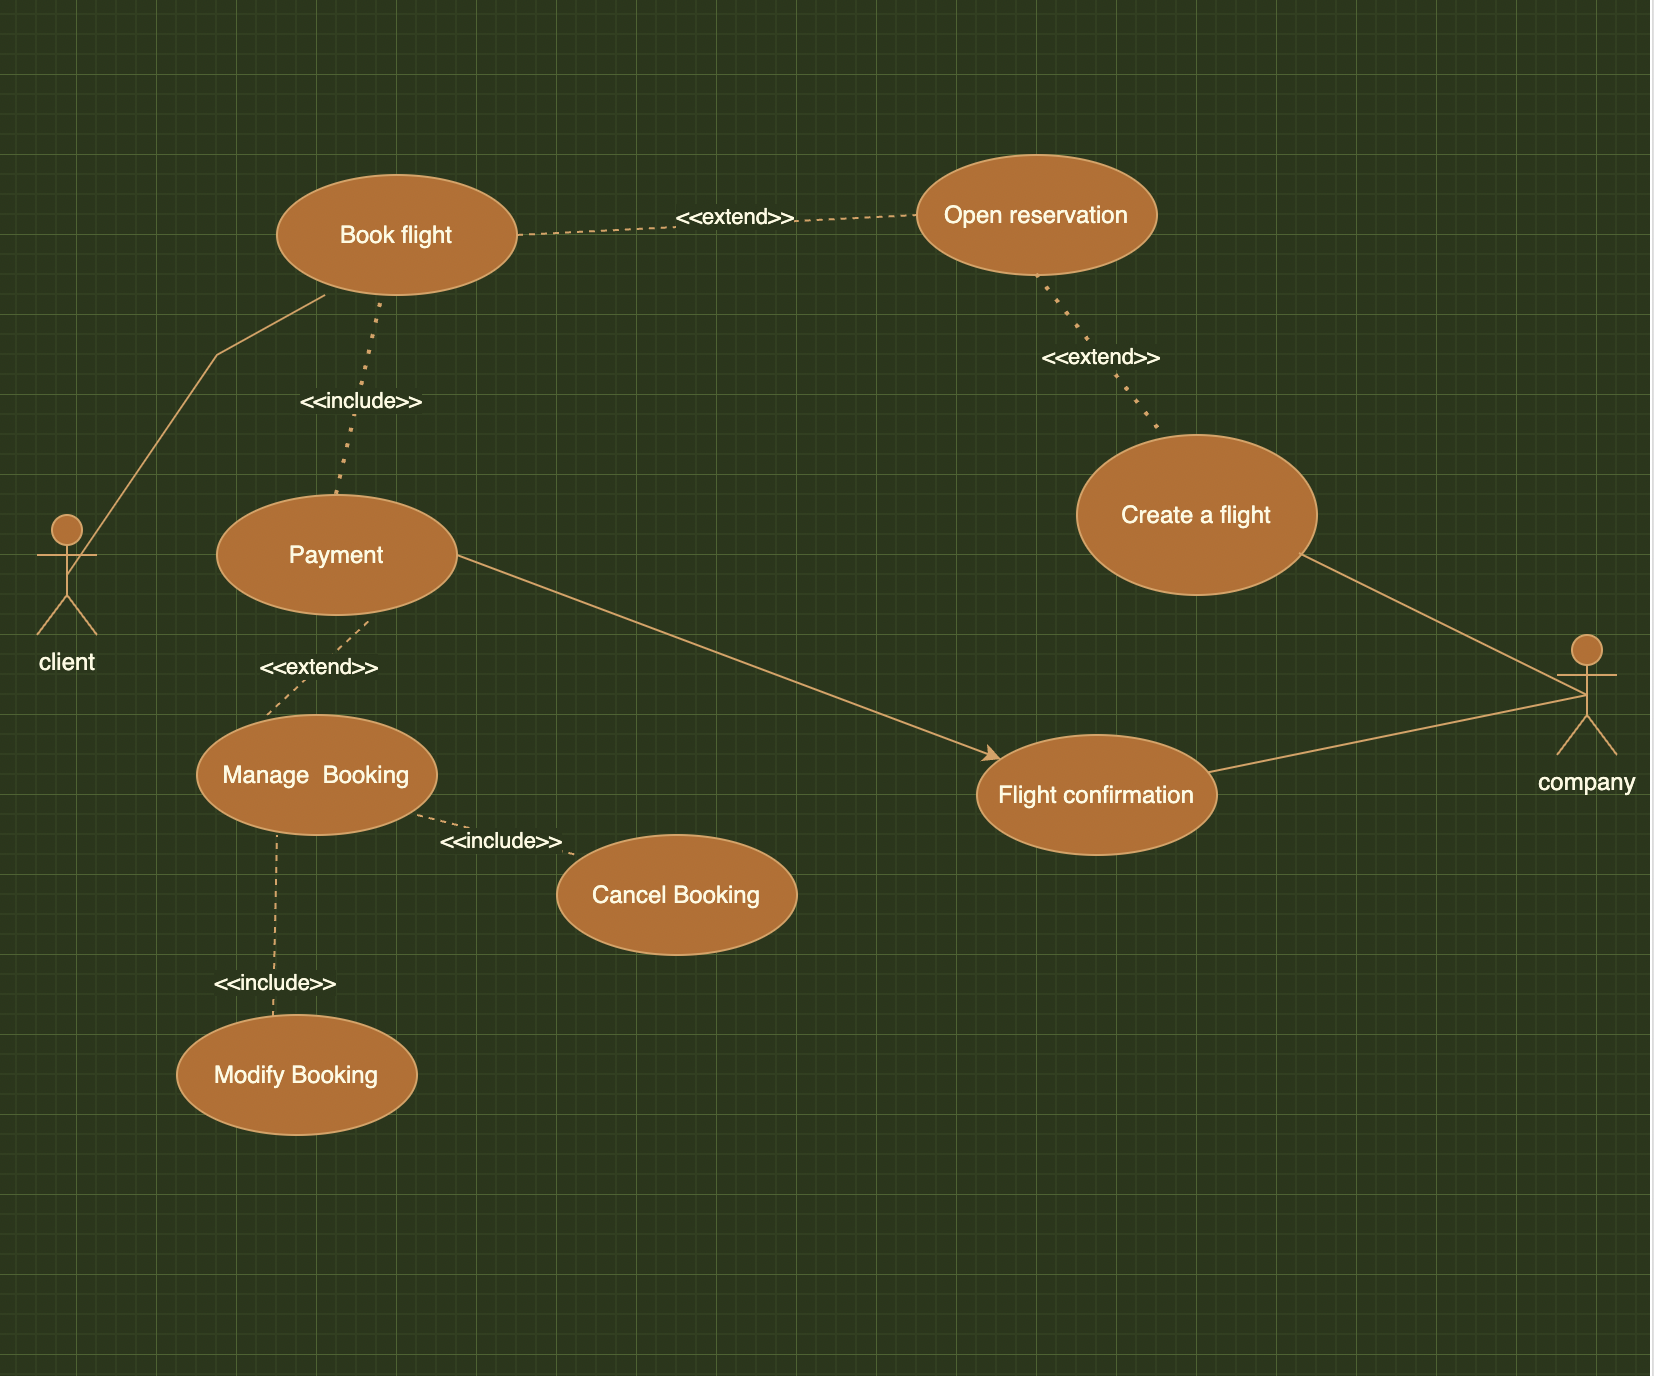 Open reservation
Book flight
<<extend>>
<<extend>>
<<include>>
Create a flight
Payment
client
<<extend>>
Manage  Booking
company
Flight confirmation
<<include>>
Cancel Booking
<<include>>
Modify Booking